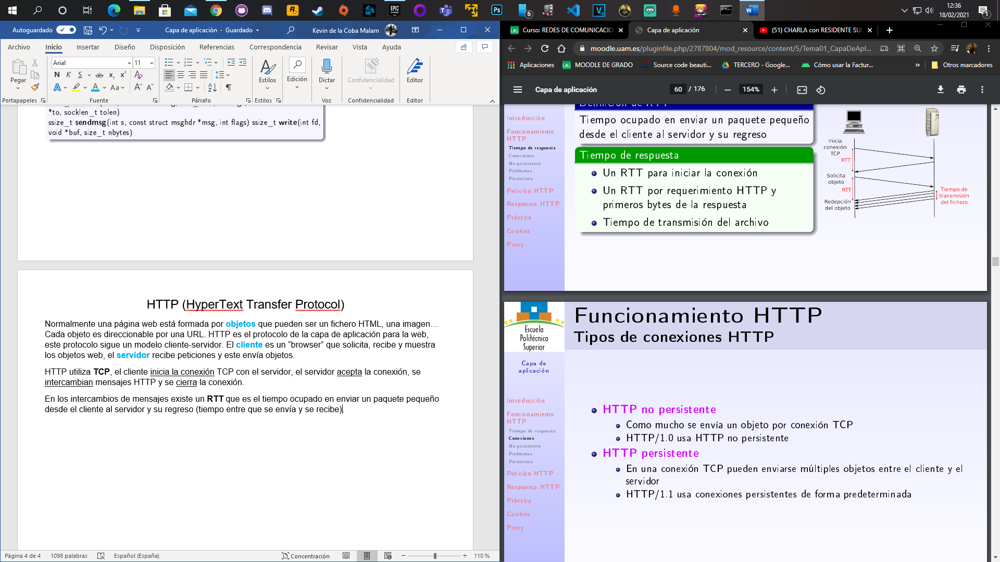 12:36
18/02/2021
6
1
Autoguardado
Capa de aplicación - Guardado
Kevin de la Coba Malam
Archivo Inicio Insertar Diseño Disposición Referencias Correspondencia Revisar Vista Ayuda
Arial 11
Pegar
N K S ab x₂ x²
Aa A A
Estilos
Edición
Dictar
Confidencialidad
Editor
Portapapeles Fuente Párrafo Estilos Voz Confidencialidad Editor
*to, socklen_t tolen)
ssize_t sendmsg(int s, const struct msghdr *msg, int flags) ssize_t write(int fd,
void *buf, size_t nbytes)
HTTP (HyperText Transfer Protocol)
Normalmente una página web está formada por objetos que pueden ser un fichero HTML, una imagen…
Cada objeto es direccionable por una URL. HTTP es el protocolo de la capa de aplicación para la web,
este protocolo sigue un modelo cliente-servidor. El cliente es un “browser” que solicita, recibe y muestra
los objetos web, el servidor recibe peticiones y este envía objetos.
HTTP utiliza TCP, el cliente inicia la conexión TCP con el servidor, el servidor acepta la conexión, se
intercambian mensajes HTTP y se cierra la conexión.
En los intercambios de mensajes existe un RTT que es el tiempo ocupado en enviar un paquete pequeño
desde el cliente al servidor y su regreso (tiempo entre que se envía y se recibe).
Página 4 de 4 1098 palabras Español (España) Concentración 110 %
Curso: REDES DE COMUNICACIO
Capa de aplicación
(51) CHARLA con RESIDENTE SUI
moodle.uam.es/pluginfile.php/2787804/mod_resource/content/5/Tema01_CapaDeApl...
Aplicaciones MOODLE DE GRADO Source code beauti... TERCERO - Google... Cómo usar la Factur... » Otros marcadores
Capa de aplicación 60 / 176 154%
Definición de RTT
Tiempo ocupado en enviar un paquete pequeño
desde el cliente al servidor y su regreso
Tiempo de respuesta
Un RTT para iniciar la conexión
Un RTT por requerimiento HTTP y
primeros bytes de la respuesta
Tiempo de transmisión del archivo
Introducción
Funcionamiento
HTTP
Tiempo de respuesta
Conexiones
No persistente
Problemas
Persistente
Petición HTTP
Respuesta HTTP
Práctica
Cookies
Proxy
Inicia
conexión
TCP
RTT
Solicita
objeto
RTT
Redepción
del objeto
Tiempo de
transmisión
del fichero
Escuela
Politécnica
Superior
Funcionamiento HTTP
Tipos de conexiones HTTP
Capa de
aplicación
Introducción
Funcionamiento
HTTP
Tiempo de respuesta
Conexiones
No persistente
Problemas
Persistente
Petición HTTP
Respuesta HTTP
Práctica
Cookies
Proxy
HTTP no persistente
Como mucho se envía un objeto por conexión TCP
HTTP/1.0 usa HTTP no persistente
HTTP persistente
En una conexión TCP pueden enviarse múltiples objetos entre el cliente y el
servidor
HTTP/1.1 usa conexiones persistentes de forma predeterminada